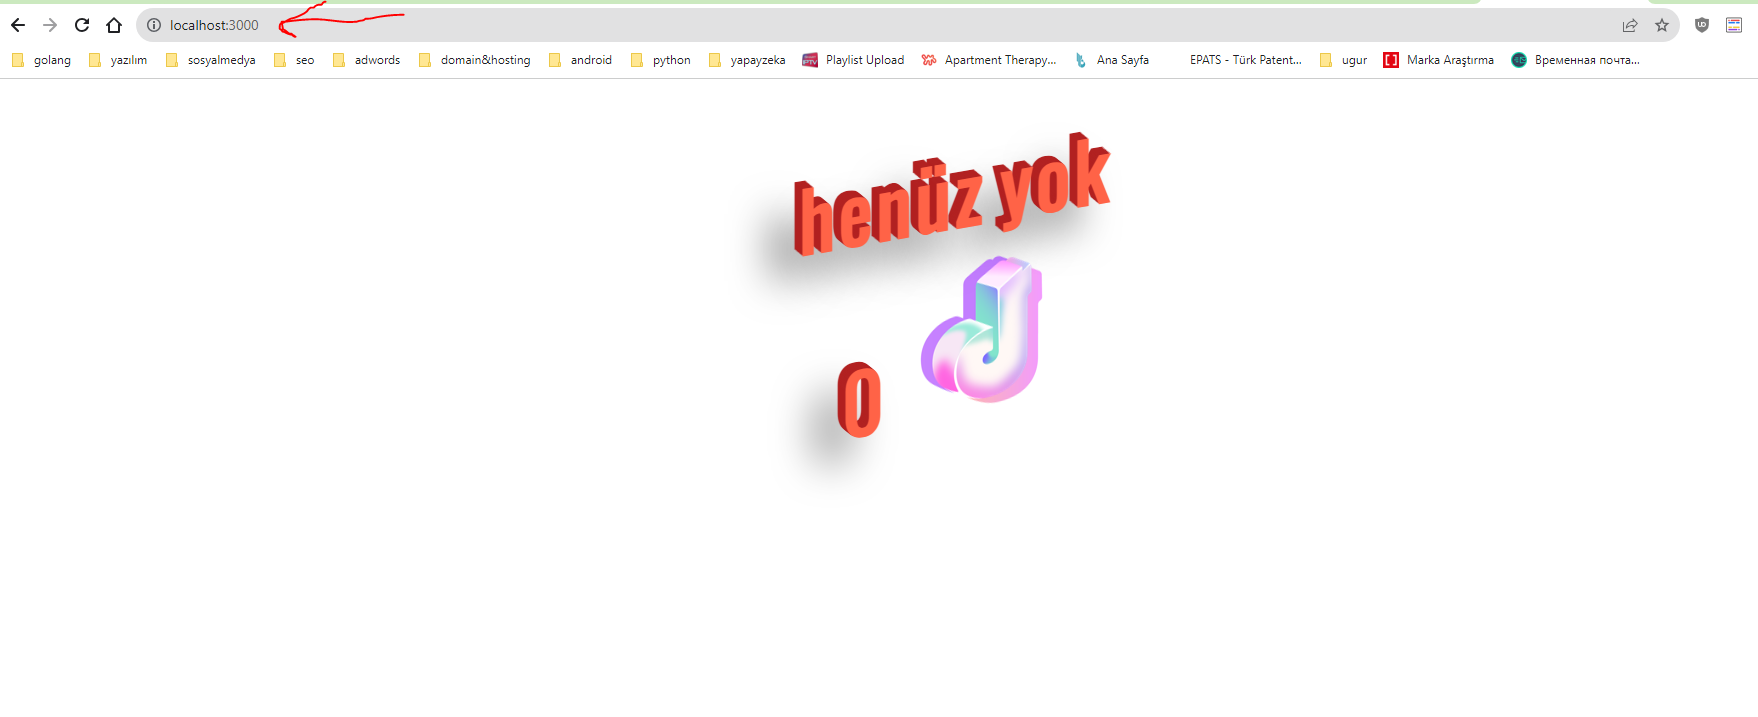 localhost:3000
golang yazılım sosyalmedya seo adwords domain&hosting android python yapayzeka Playlist Upload Apartment Therapy... Ana Sayfa EPATS - Türk Patent... ugur Marka Araştırma Временная почта...
henüz yok
0